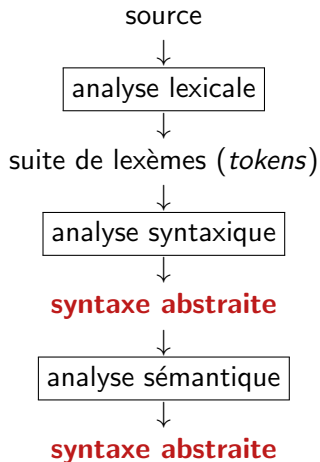 source
analyse lexicale
suite de lexèmes (tokens)
analyse syntaxique
syntaxe abstraite
analyse sémantique
syntaxe abstraite